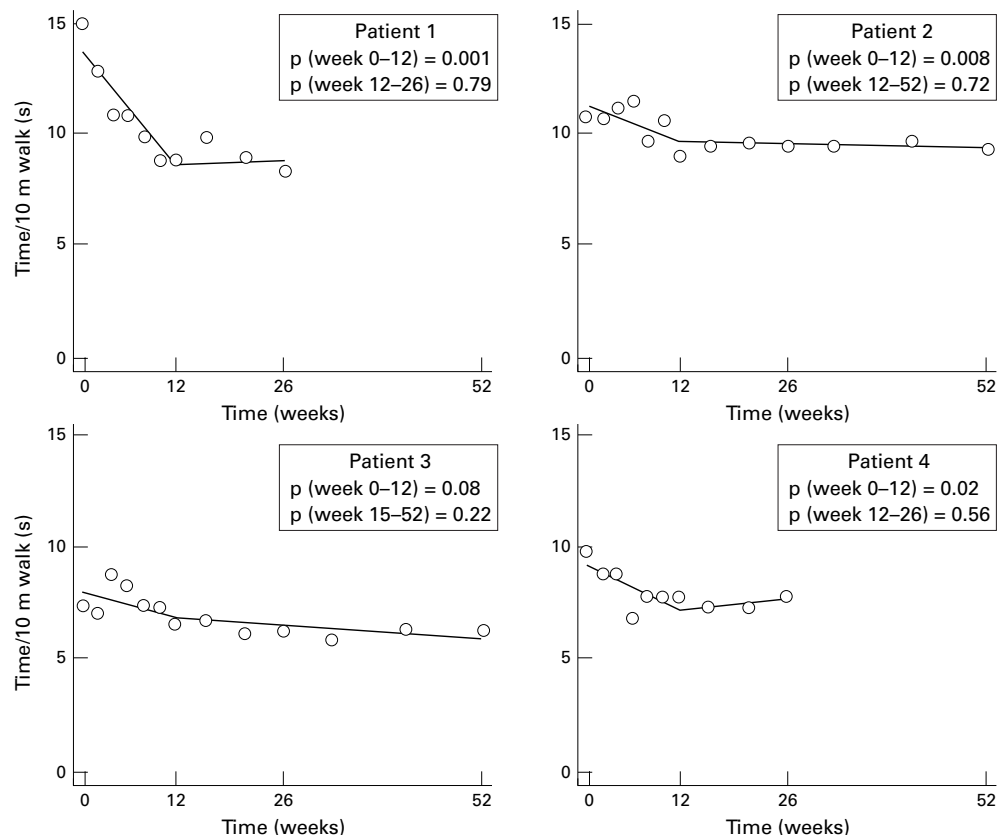 15
10
5
0
Time/10 m walk (s)
Patient 1
p (week 0–12) = 0.001
p (week 12–26) = 0.79
0 12 26 52
Time (weeks)
15
10
5
0
Patient 2
p (week 0–12) = 0.008
p (week 12–52) = 0.72
0 12 26 52
Time (weeks)
15
10
5
0
Time/10 m walk (s)
Patient 3
p (week 0–12) = 0.08
p (week 15–52) = 0.22
0 12 26 52
Time (weeks)
15
10
5
0
Patient 4
p (week 0–12) = 0.02
p (week 12–26) = 0.56
0 12 26 52
Time (weeks)